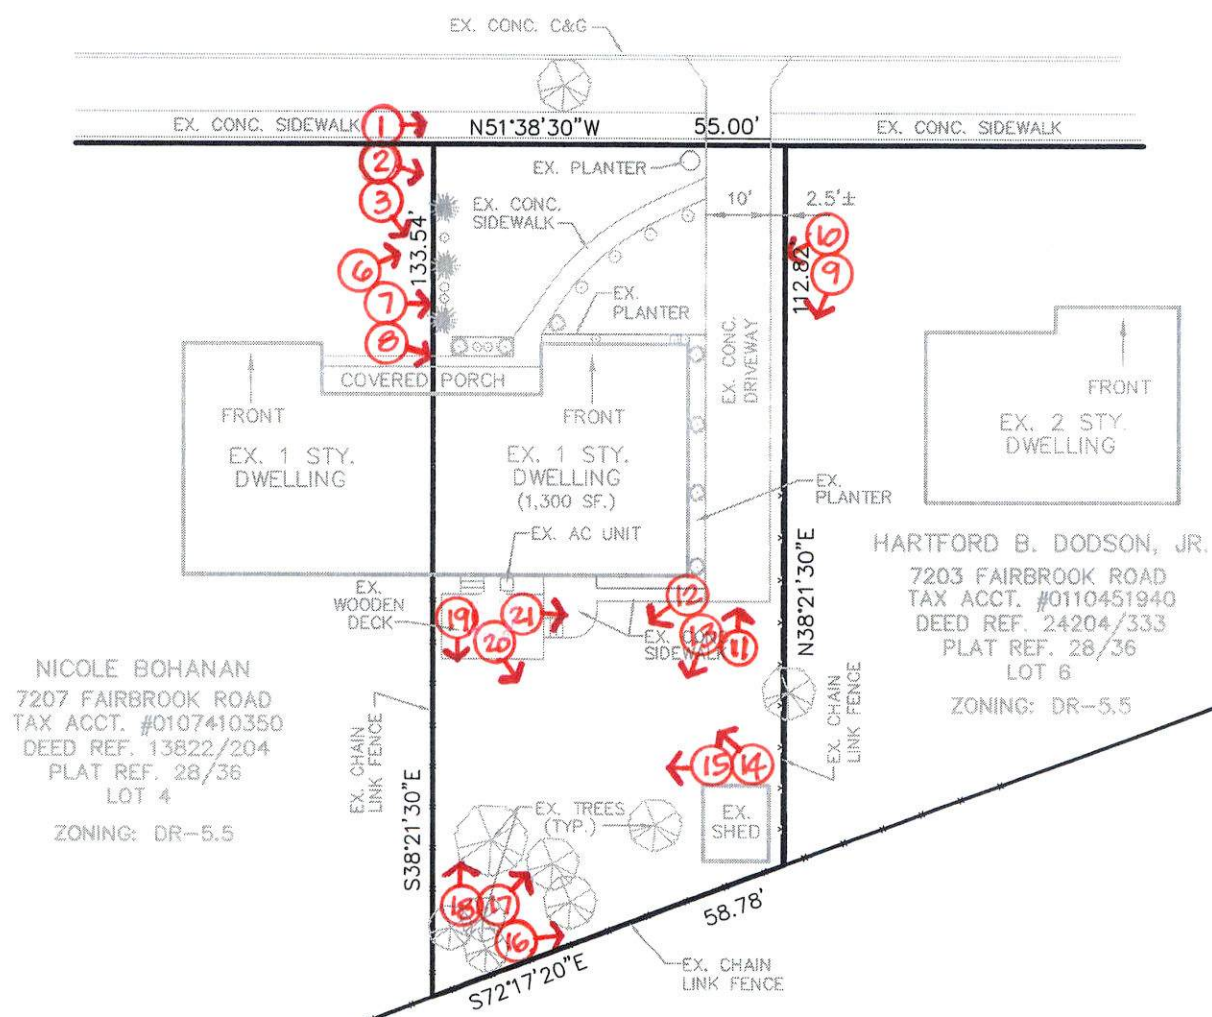 EX. CONC. C&G
EX. CONC. SIDEWALK
1
N51°38'30"W
55.00'
EX. CONC. SIDEWALK
2
EX. PLANTER
3
EX. CONC.
SIDEWALK
10'
2.5'±
133.54'
10
112.82'
9
6
7
EX.
PLANTER
8
EX. CONC.
DRIVEWAY
COVERED PORCH
FRONT
FRONT
FRONT
EX. 1 STY.
DWELLING
EX. 1 STY.
DWELLING
(1,300 SF.)
EX. 2 STY.
DWELLING
EX.
PLANTER
EX. AC UNIT
N38°21'30"E
HARTFORD B. DODSON, JR.
7203 FAIRBROOK ROAD
TAX ACCT. #0110451940
DEED REF. 24204/333
PLAT REF. 28/36
LOT 6
ZONING: DR-5.5
EX.
WOODEN
DECK
19
20
21
12
13
11
EX. CONC.
SIDEWALK
NICOLE BOHANAN
7207 FAIRBROOK ROAD
TAX ACCT. #0107410350
DEED REF. 13822/204
PLAT REF. 28/36
LOT 4
ZONING: DR-5.5
EX. CHAIN
LINK FENCE
S38°21'30"E
EX. CHAIN
LINK FENCE
15
14
EX. TREES
(TYP.)
EX.
SHED
18
17
16
58.78'
S72°17'20"E
EX. CHAIN
LINK FENCE